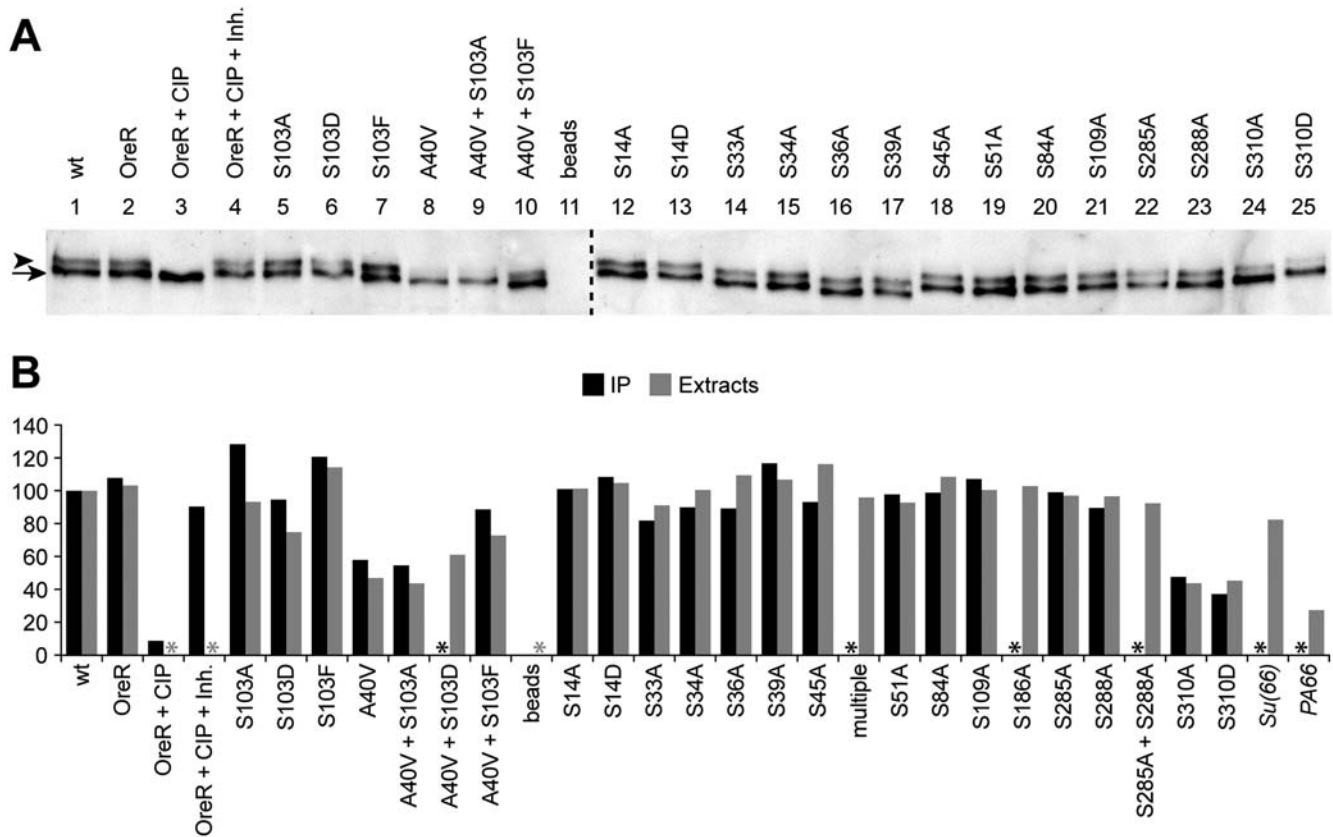 A
wt OreR OreR + CIP OreR + CIP + Inh. S103A S103D S103F A40V A40V + S103A A40V + S103F beads S14A S14D S33A S34A S36A S39A S45A S51A S84A S109A S285A S288A S310A S310D
1 2 3 4 5 6 7 8 9 10 11 12 13 14 15 16 17 18 19 20 21 22 23 24 25
B
IP Extracts
140
120
100
80
60
40
20
0
* * * * * * * * *
wt OreR OreR + CIP OreR + CIP + Inh. S103A S103D S103F A40V A40V + S103A A40V + S103D A40V + S103F beads S14A S14D S33A S34A S36A S39A S45A multiple S51A S84A S109A S186A S285A S288A S285A + S288A S310A S310D Su(66) PA66